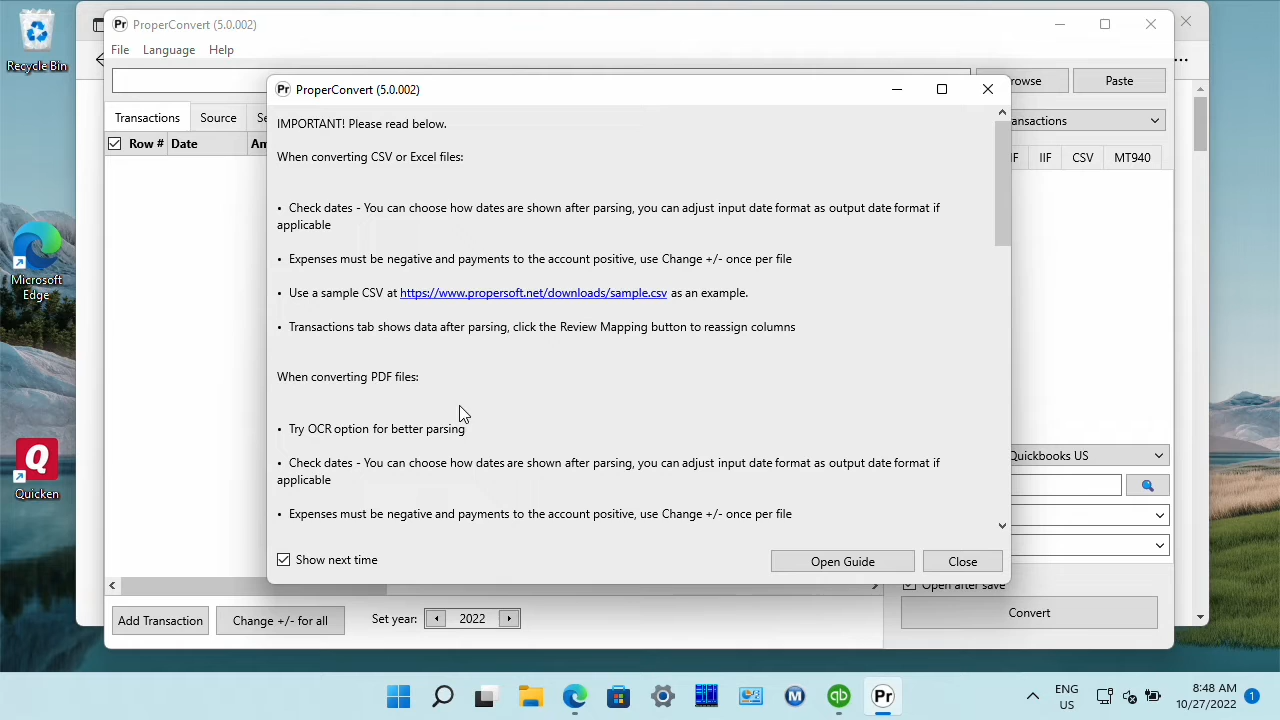 Recycle Bin
Microsoft
Edge
Quicken
Pr ProperConvert (5.0.002)
File Language Help
Paste
Transactions Source
Row # Date
IIF CSV MT940
Quickbooks US
Pr ProperConvert (5.0.002)
IMPORTANT! Please read below.
When converting CSV or Excel files:
• Check dates - You can choose how dates are shown after parsing, you can adjust input date format as output date format if
applicable
• Expenses must be negative and payments to the account positive, use Change +/- once per file
• Use a sample CSV at https://www.propersoft.net/downloads/sample.csv as an example.
• Transactions tab shows data after parsing, click the Review Mapping button to reassign columns
When converting PDF files:
• Try OCR option for better parsing
• Check dates - You can choose how dates are shown after parsing, you can adjust input date format as output date format if
applicable
• Expenses must be negative and payments to the account positive, use Change +/- once per file
Show next time
Open Guide Close
Open after save
Add Transaction Change +/- for all Set year: 2022
Convert
qb Pr
ENG
US
8:48 AM
10/27/2022
1